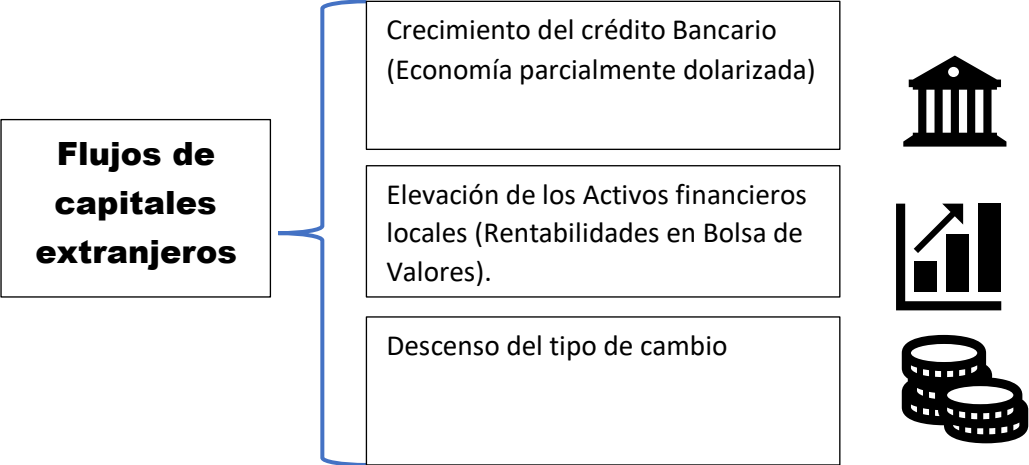 Flujos de
capitales
extranjeros
Crecimiento del crédito Bancario
(Economía parcialmente dolarizada)
Elevación de los Activos financieros
locales (Rentabilidades en Bolsa de
Valores).
Descenso del tipo de cambio